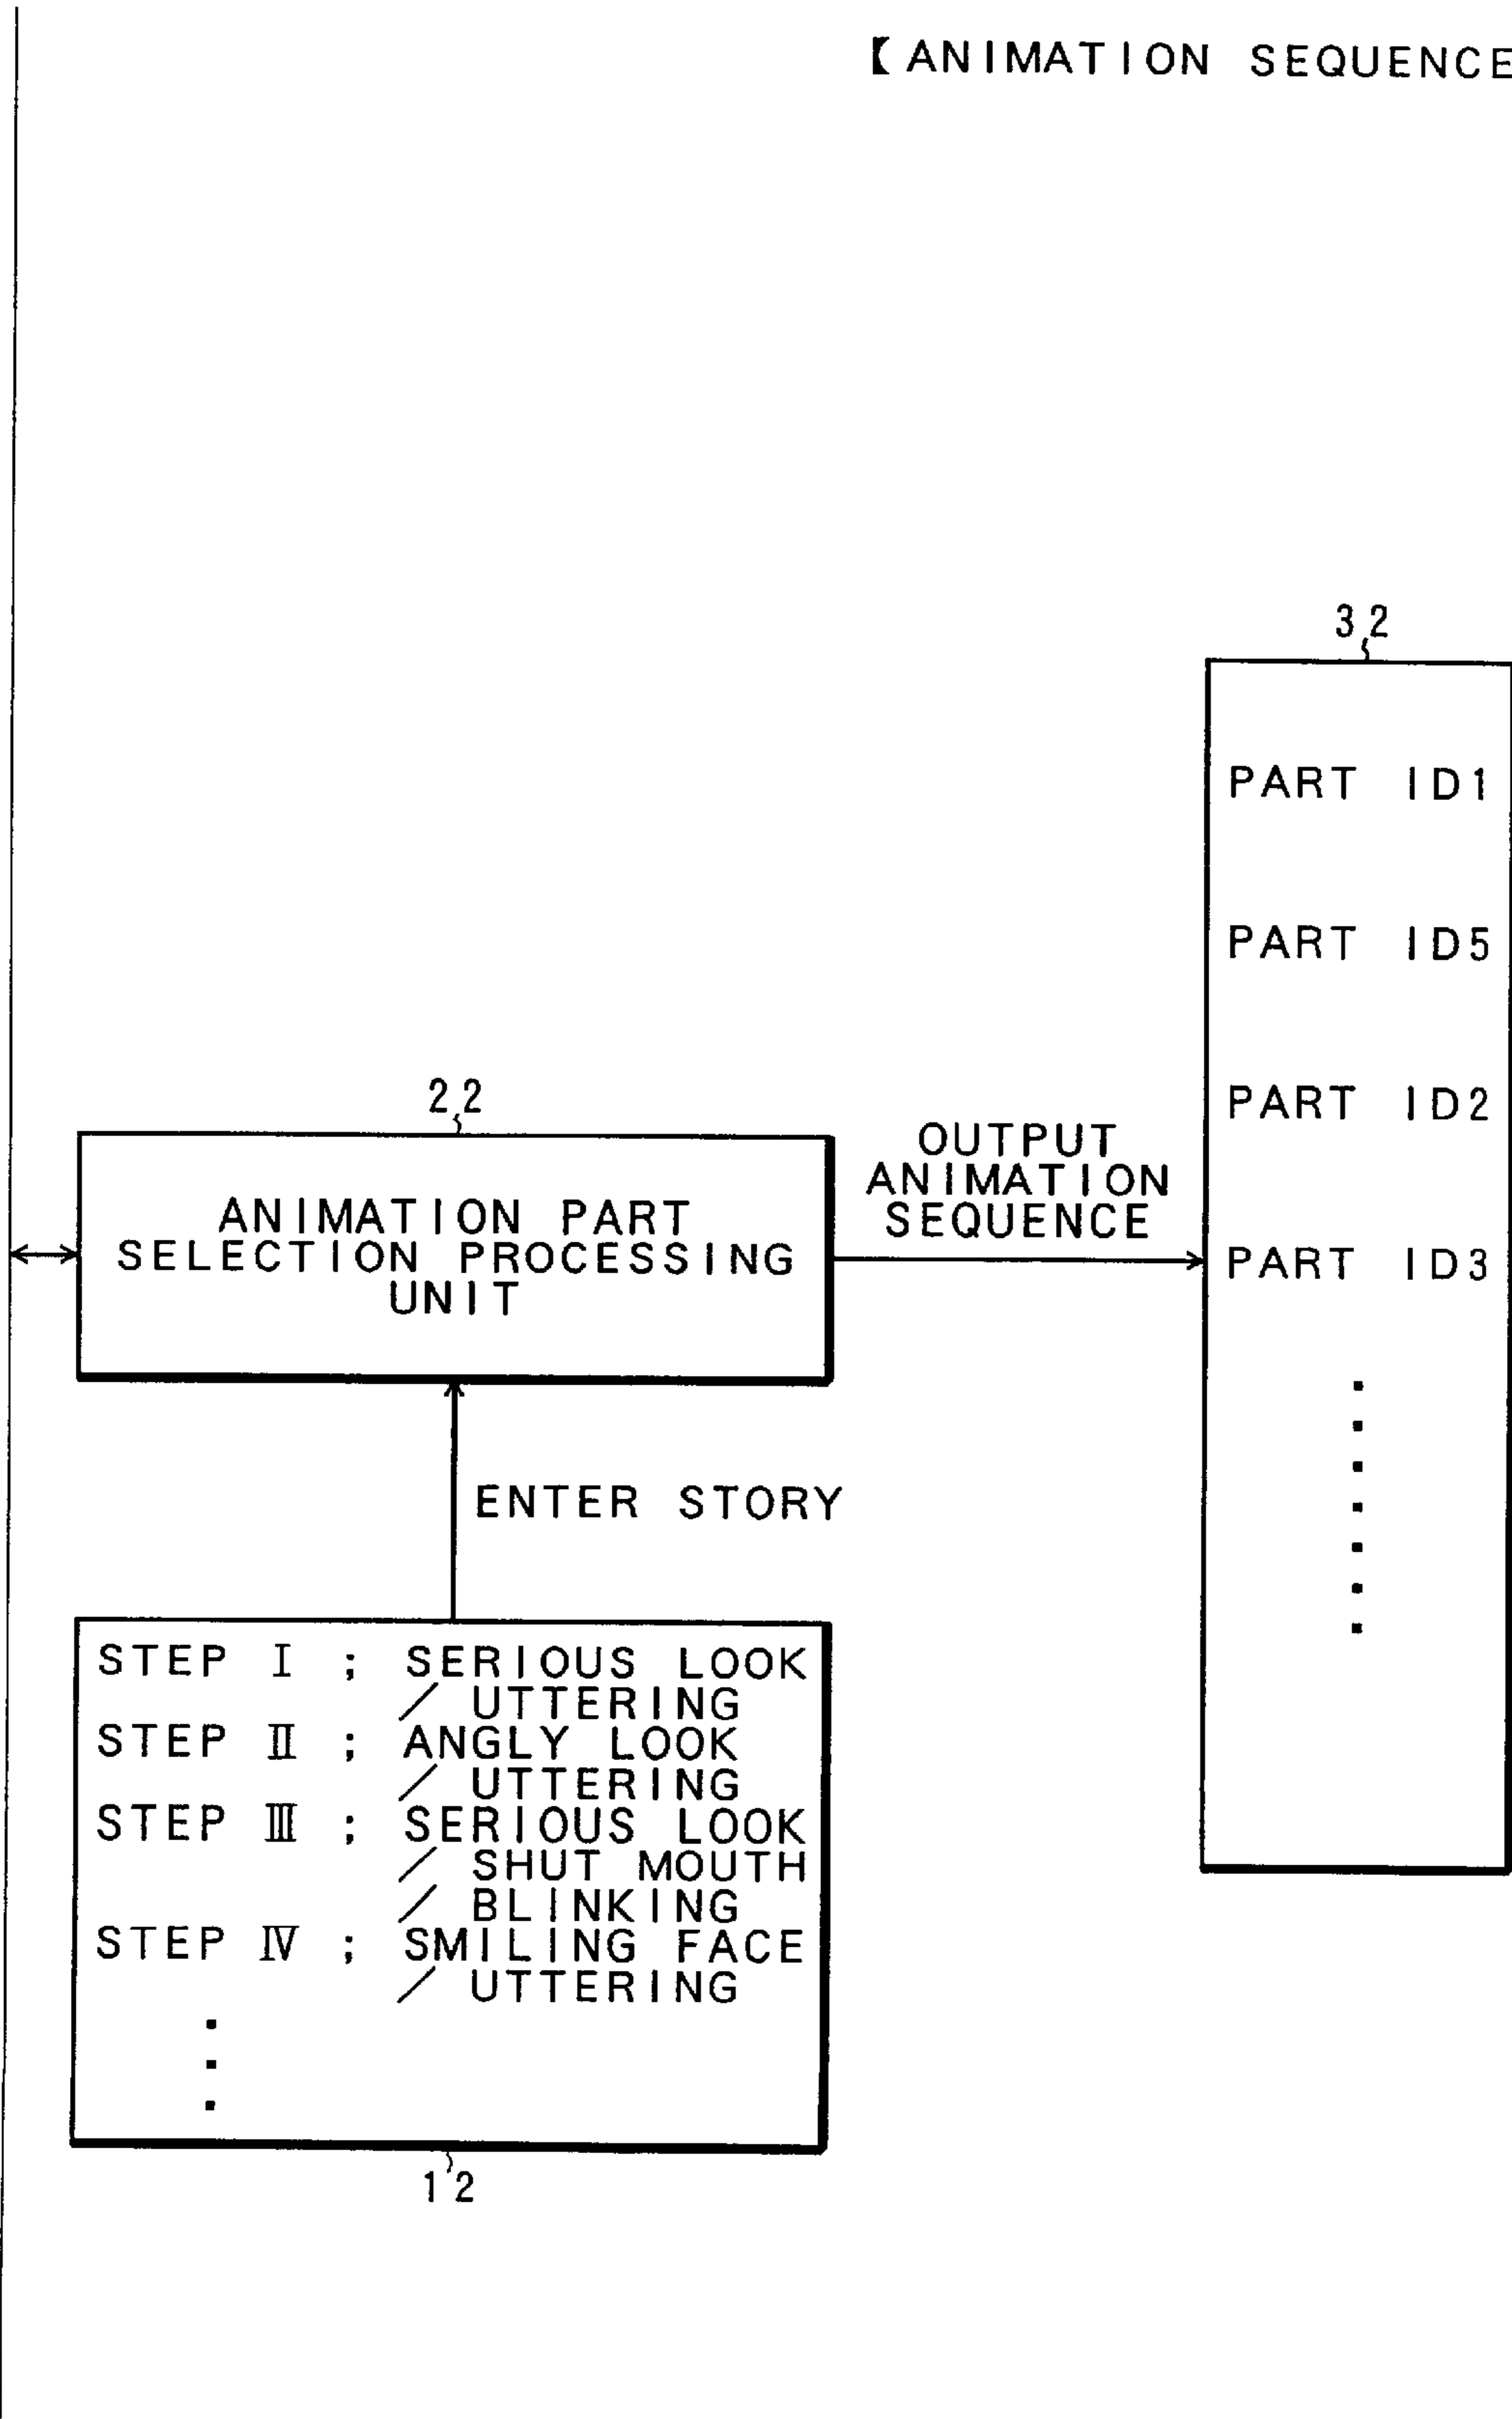 【ANIMATION SEQUENCE
32
PART ID1
PART ID5
PART ID2
PART ID3
22
ANIMATION PART
SELECTION PROCESSING
UNIT
OUTPUT
ANIMATION
SEQUENCE
ENTER STORY
STEP Ⅰ ; SERIOUS LOOK
/ UTTERING
STEP Ⅱ ; ANGLY LOOK
/ UTTERING
STEP Ⅲ ; SERIOUS LOOK
/ SHUT MOUTH
/ BLINKING
STEP Ⅳ ; SMILING FACE
/ UTTERING
12